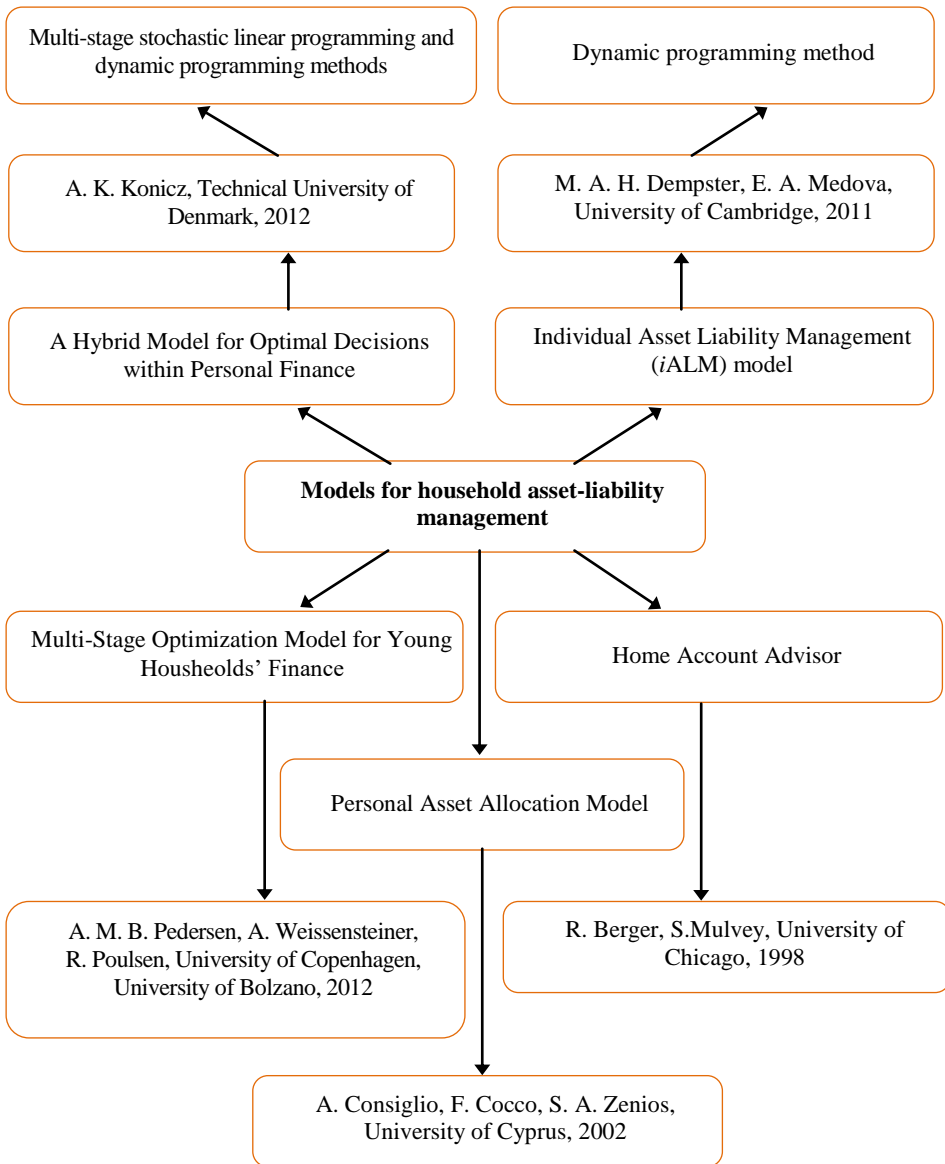 Multi-stage stochastic linear programming and
dynamic programming methods
Dynamic programming method
A. K. Konicz, Technical University of
Denmark, 2012
M. A. H. Dempster, E. A. Medova,
University of Cambridge, 2011
A Hybrid Model for Optimal Decisions
within Personal Finance
Individual Asset Liability Management
(iALM) model
Models for household asset-liability
management
Multi-Stage Optimization Model for Young
Housheolds’ Finance
Home Account Advisor
Personal Asset Allocation Model
A. M. B. Pedersen, A. Weissensteiner,
R. Poulsen, University of Copenhagen,
University of Bolzano, 2012
R. Berger, S.Mulvey, University of
Chicago, 1998
A. Consiglio, F. Cocco, S. A. Zenios,
University of Cyprus, 2002